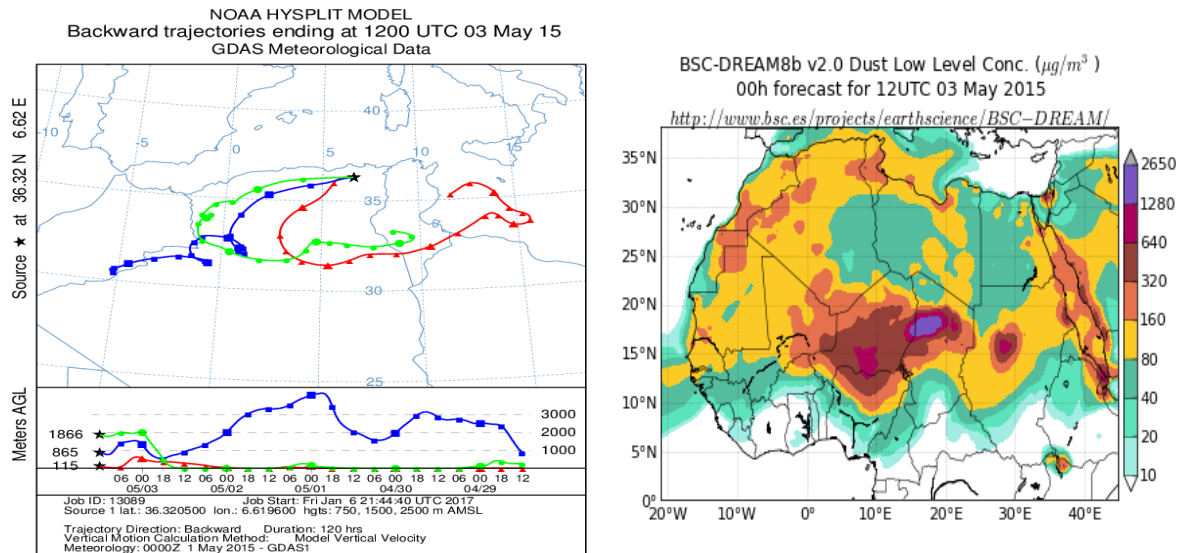 NOAA HYSPLIT MODEL
Backward trajectories ending at 1200 UTC 03 May 15
GDAS Meteorological Data
Source ★ at 36.32 N 6.62 E
-10
-5
0
5
10
15
40
35
30
25
Meters AGL
1866
865
115
3000
2000
1000
06 00 18 12 06 00 18 12 06 00 18 12 06 00 18 12 06 00 18 12
05/03 05/02 05/01 04/30 04/29
Job ID: 13089 Job Start: Fri Jan 6 21:44:40 UTC 2017
Source 1 lat.: 36.320500 lon.: 6.619600 hgts: 750, 1500, 2500 m AMSL
Trajectory Direction: Backward Duration: 120 hrs
Vertical Motion Calculation Method: Model Vertical Velocity
Meteorology: 0000Z 1 May 2015 - GDAS1
BSC-DREAM8b v2.0 Dust Low Level Conc. (μg/m³ )
00h forecast for 12UTC 03 May 2015
http://www.bsc.es/projects/earthscience/BSC−DREAM/
35°N
30°N
25°N
20°N
15°N
10°N
5°N
0°
20°W 10°W 0° 10°E 20°E 30°E 40°E
2650
1280
640
320
160
80
40
20
10